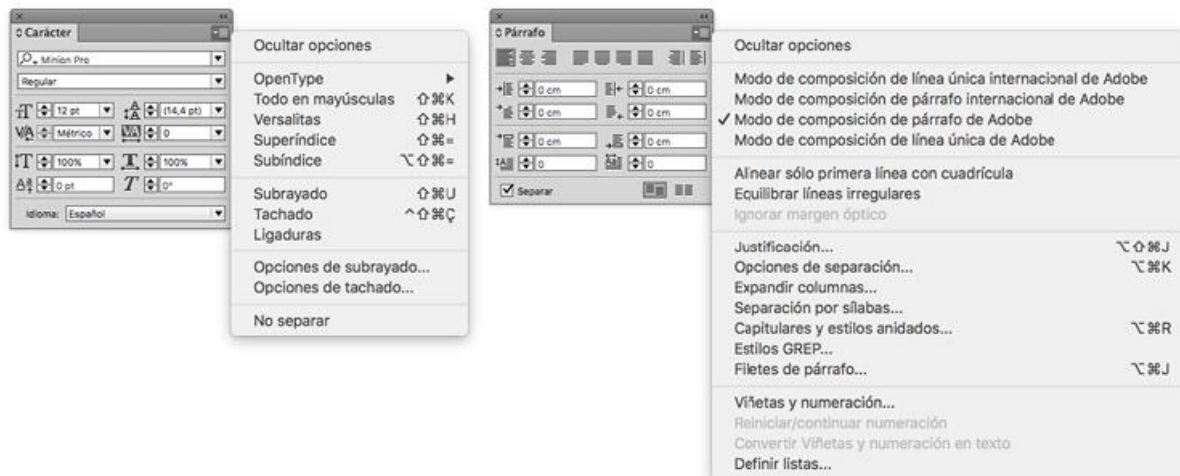 Carácter
Minion Pro
Regular
12 pt (14,4 pt)
Métrico 0
100% 100%
0 pt 0°
Idioma: Español
Ocultar opciones
OpenType
Todo en mayúsculas ⇧⌘K
Versalitas ⇧⌘H
Superíndice ⇧⌘=
Subíndice ⌥⇧⌘=
Subrayado ⇧⌘U
Tachado ^⇧⌘Ç
Ligaduras
Opciones de subrayado...
Opciones de tachado...
No separar
Párrafo
0 cm 0 cm
0 cm 0 cm
0 cm 0 cm
0 0
Separar
Ocultar opciones
Modo de composición de línea única internacional de Adobe
Modo de composición de párrafo internacional de Adobe
✓ Modo de composición de párrafo de Adobe
Modo de composición de línea única de Adobe
Alinear sólo primera línea con cuadrícula
Equilibrar líneas irregulares
Ignorar margen óptico
Justificación... ⌥⇧⌘J
Opciones de separación... ⌥⌘K
Expandir columnas...
Separación por sílabas...
Capitulares y estilos anidados... ⌥⌘R
Estilos GREP...
Filetes de párrafo... ⌥⌘J
Viñetas y numeración...
Reiniciar/continuar numeración
Convertir Viñetas y numeración en texto
Definir listas...